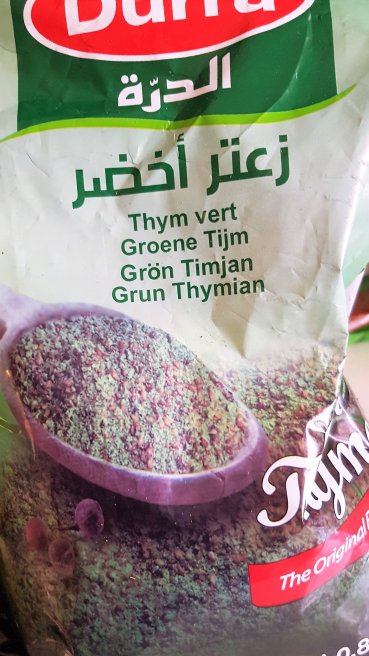 Durra
الدرّة
زعتر أخضر
Thym vert
Groene Tijm
Grön Timjan
Grun Thymian
The Original